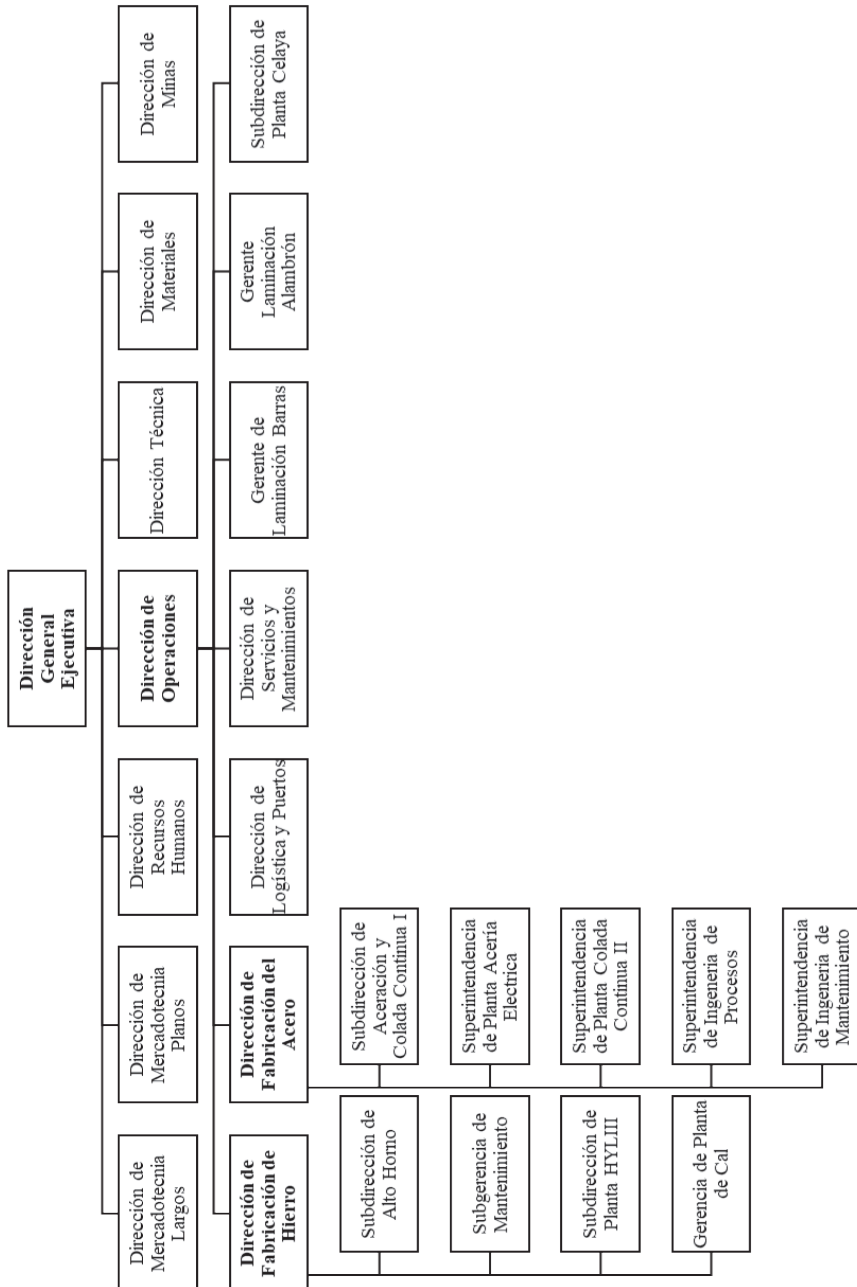 Dirección
General
Ejecutiva
Dirección de
Mercadotecnia
Largos
Dirección de
Mercadotecnia
Planos
Dirección de
Recursos
Humanos
Dirección de
Operaciones
Dirección Técnica
Dirección de
Materiales
Dirección de
Minas
Dirección de
Fabricación de
Hierro
Dirección de
Fabricación del
Acero
Dirección de
Logística y Puertos
Dirección de
Servicios y
Mantenimientos
Gerente de
Laminación Barras
Gerente
Laminación
Alambrón
Subdirección de
Planta Celaya
Subdirección de
Alto Horno
Subgerencia de
Mantenimiento
Subdirección de
Planta HYLIII
Gerencia de Planta
de Cal
Subdirección de
Aceración y
Colada Continua I
Superintendencia
de Planta Acería
Electrica
Superintendencia
de Planta Colada
Continua II
Superintendencia
de Ingeneria de
Procesos
Superintendencia
de Ingeneria de
Mantenimiento